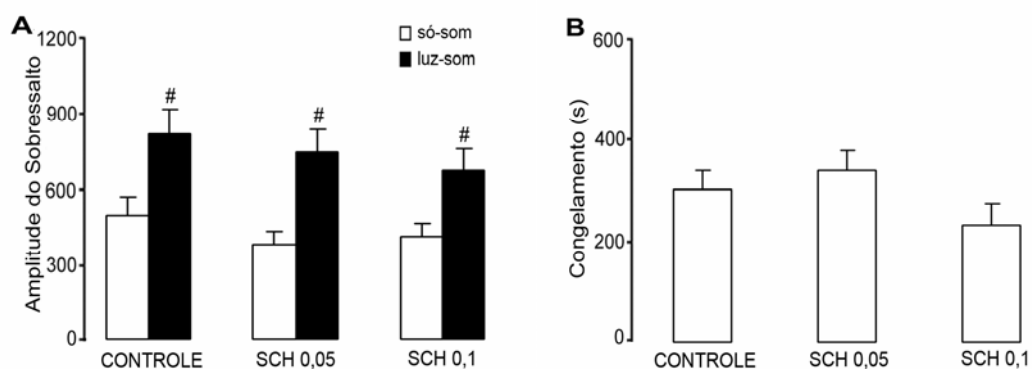 A
Amplitude do Sobressalto
1200
900
600
300
0
só-som
luz-som
#
#
#
CONTROLE
SCH 0,05
SCH 0,1
B
Congelamento (s)
600
400
200
0
CONTROLE
SCH 0,05
SCH 0,1